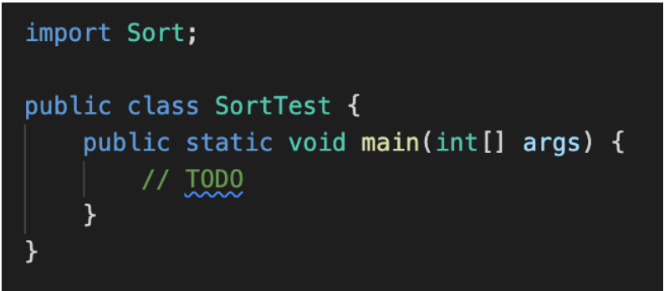 import Sort;
public class SortTest {
public static void main(int[] args) {
// TODO
}
}